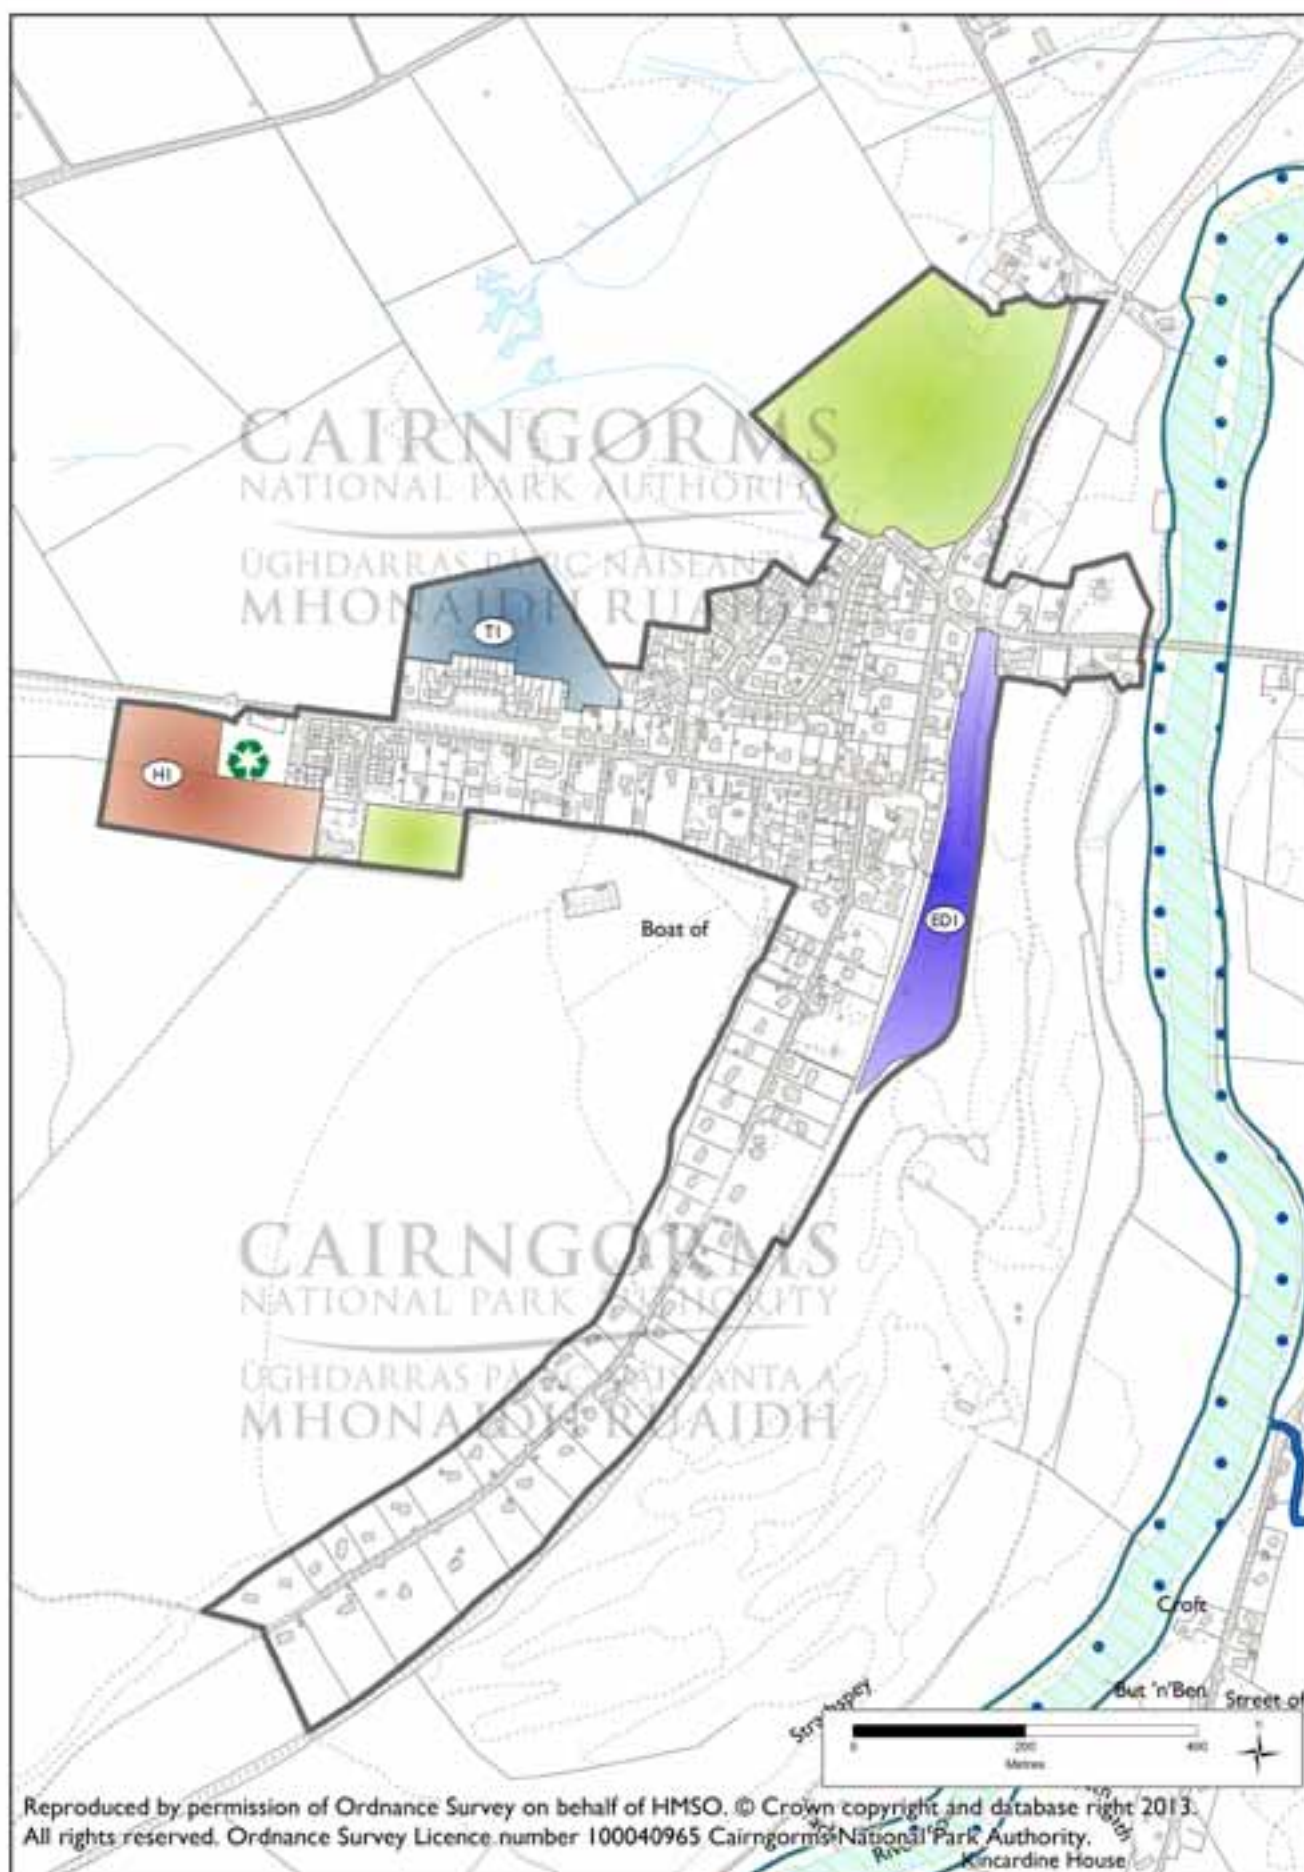 CAIRNGORMS
NATIONAL PARK AUTHORITY
ÙGHDARRAS PÀIRC NÀISEANTA A
MHONAIDH RUAIDH
T1
H1
Boat of
ED1
CAIRNGORMS
NATIONAL PARK AUTHORITY
ÙGHDARRAS PÀIRC NÀISEANTA A
MHONAIDH RUAIDH
Croft
But 'n' Ben
Street of
Strathspey
0 200 400
Metres
Reproduced by permission of Ordnance Survey on behalf of HMSO. © Crown copyright and database right 2013.
All rights reserved. Ordnance Survey Licence number 100040965 Cairngorms National Park Authority.
Kincardine House